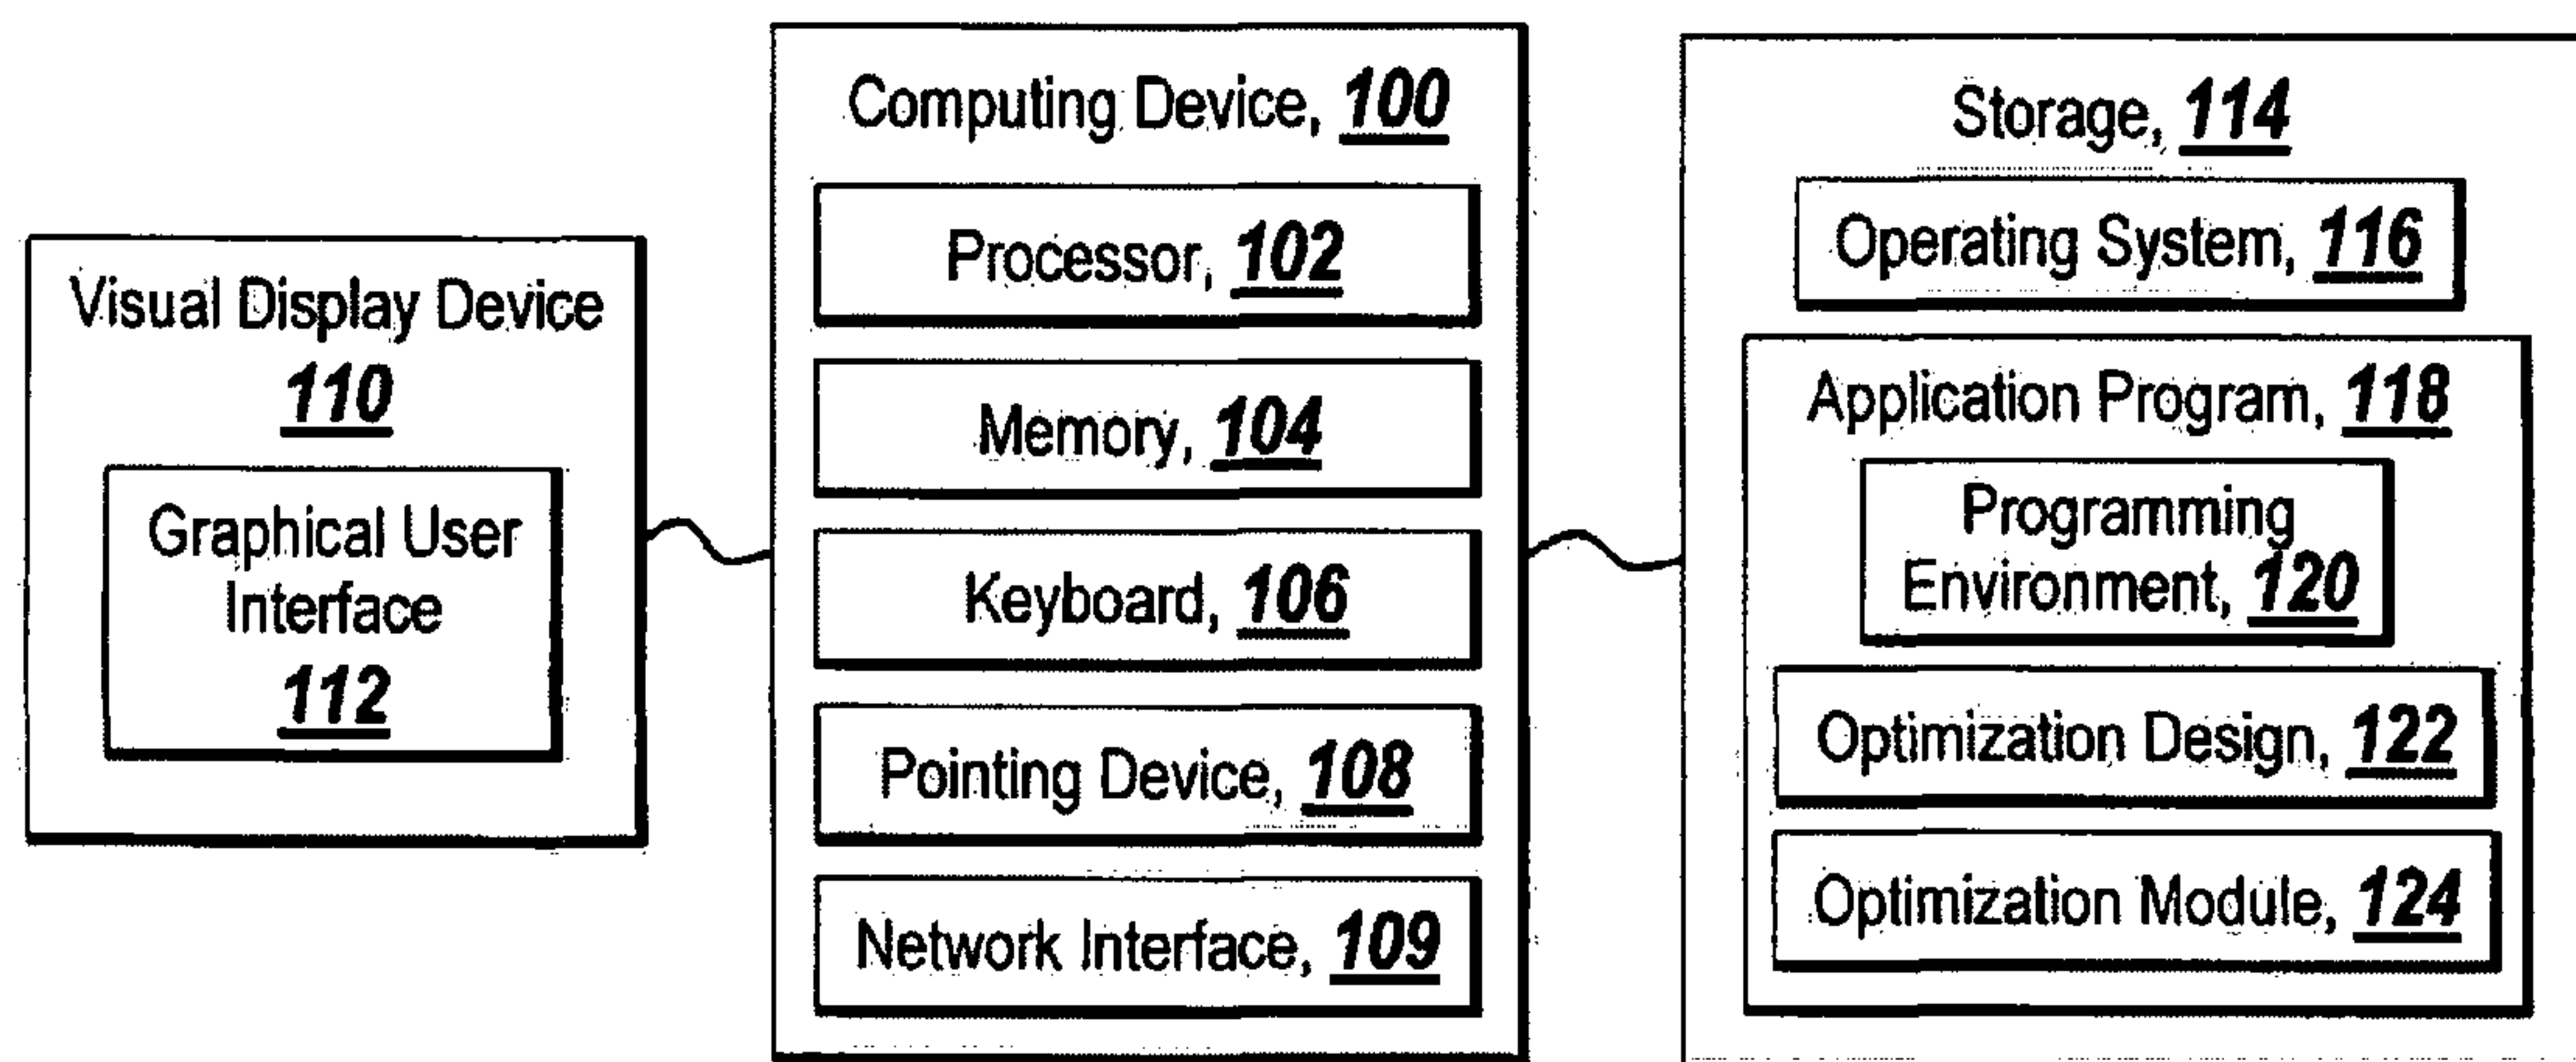 Visual Display Device
110
Graphical User
Interface
112
Computing Device, 100
Processor, 102
Memory, 104
Keyboard, 106
Pointing Device, 108
Network Interface, 109
Storage, 114
Operating System, 116
Application Program, 118
Programming
Environment, 120
Optimization Design, 122
Optimization Module, 124